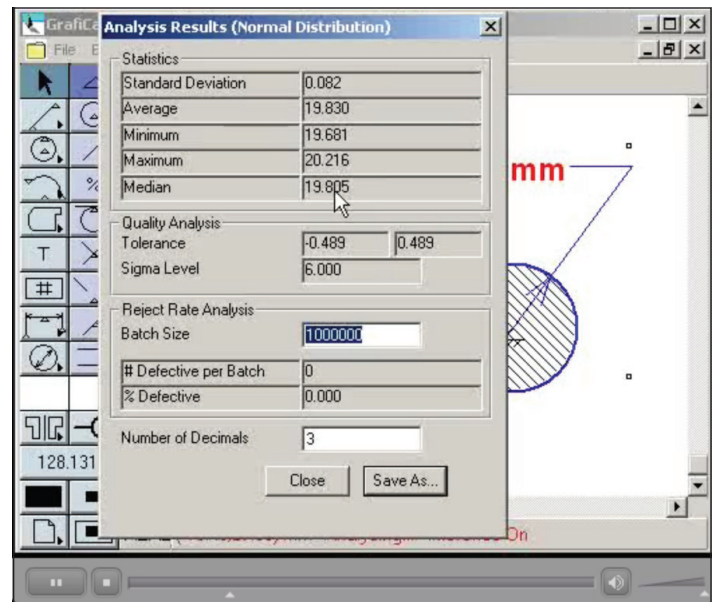 GrafiCa
Analysis Results (Normal Distribution)
File E
Statistics
Standard Deviation 0.082
Average 19.830
Minimum 19.681
Maximum 20.216
Median 19.805
mm
Quality Analysis
Tolerance -0.489 0.489
Sigma Level 6.000
Reject Rate Analysis
Batch Size 1000000
# Defective per Batch 0
% Defective 0.000
Number of Decimals 3
128.131
Close Save As...
On